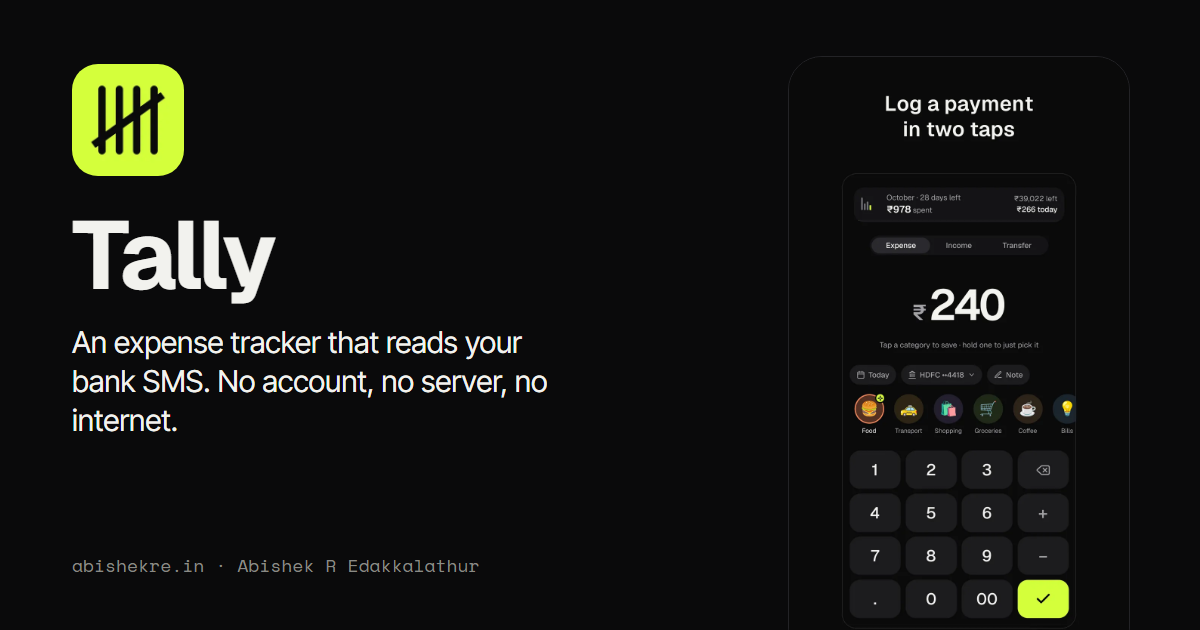 Tally
An expense tracker that reads your
bank SMS. No account, no server, no
internet.
abishekre.in · Abishek R Edakkalathur
Log a payment
in two taps
October · 28 days left
₹978 spent
₹39,022 left
₹266 today
Expense Income Transfer
₹240
Tap a category to save · hold one to just pick it
Today HDFC ••4418 Note
Food Transport Shopping Groceries Coffee Bills
1 2 3
4 5 6 +
7 8 9 −
. 0 00